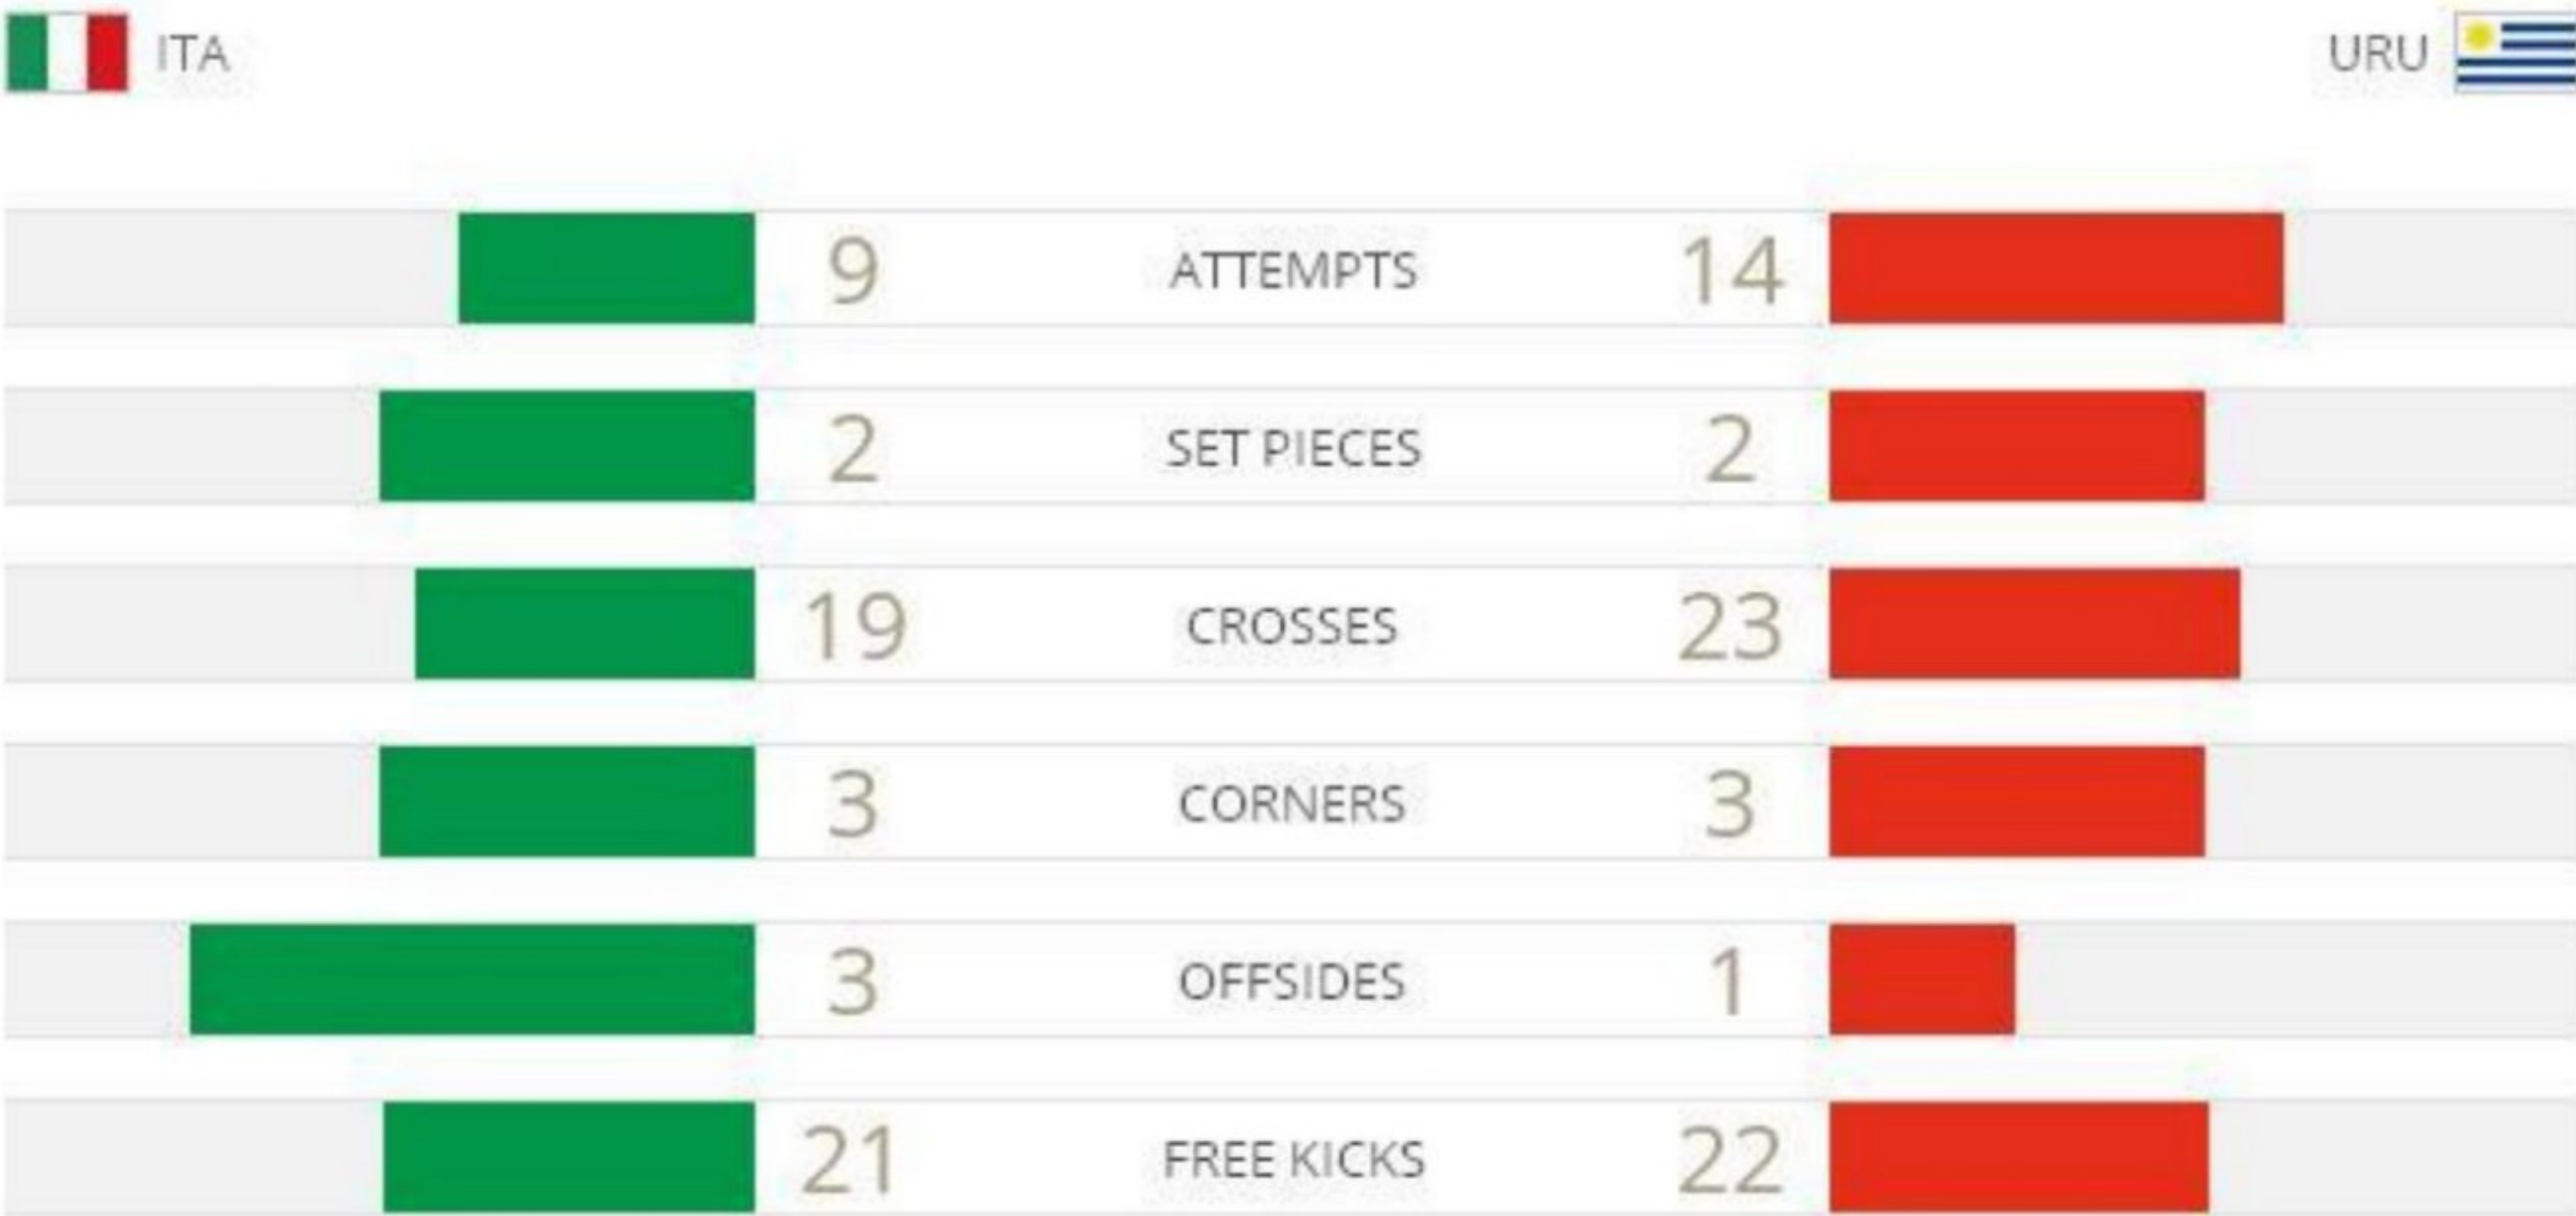 ITA URU
9 ATTEMPTS 14
2 SET PIECES 2
19 CROSSES 23
3 CORNERS 3
3 OFFSIDES 1
21 FREE KICKS 22